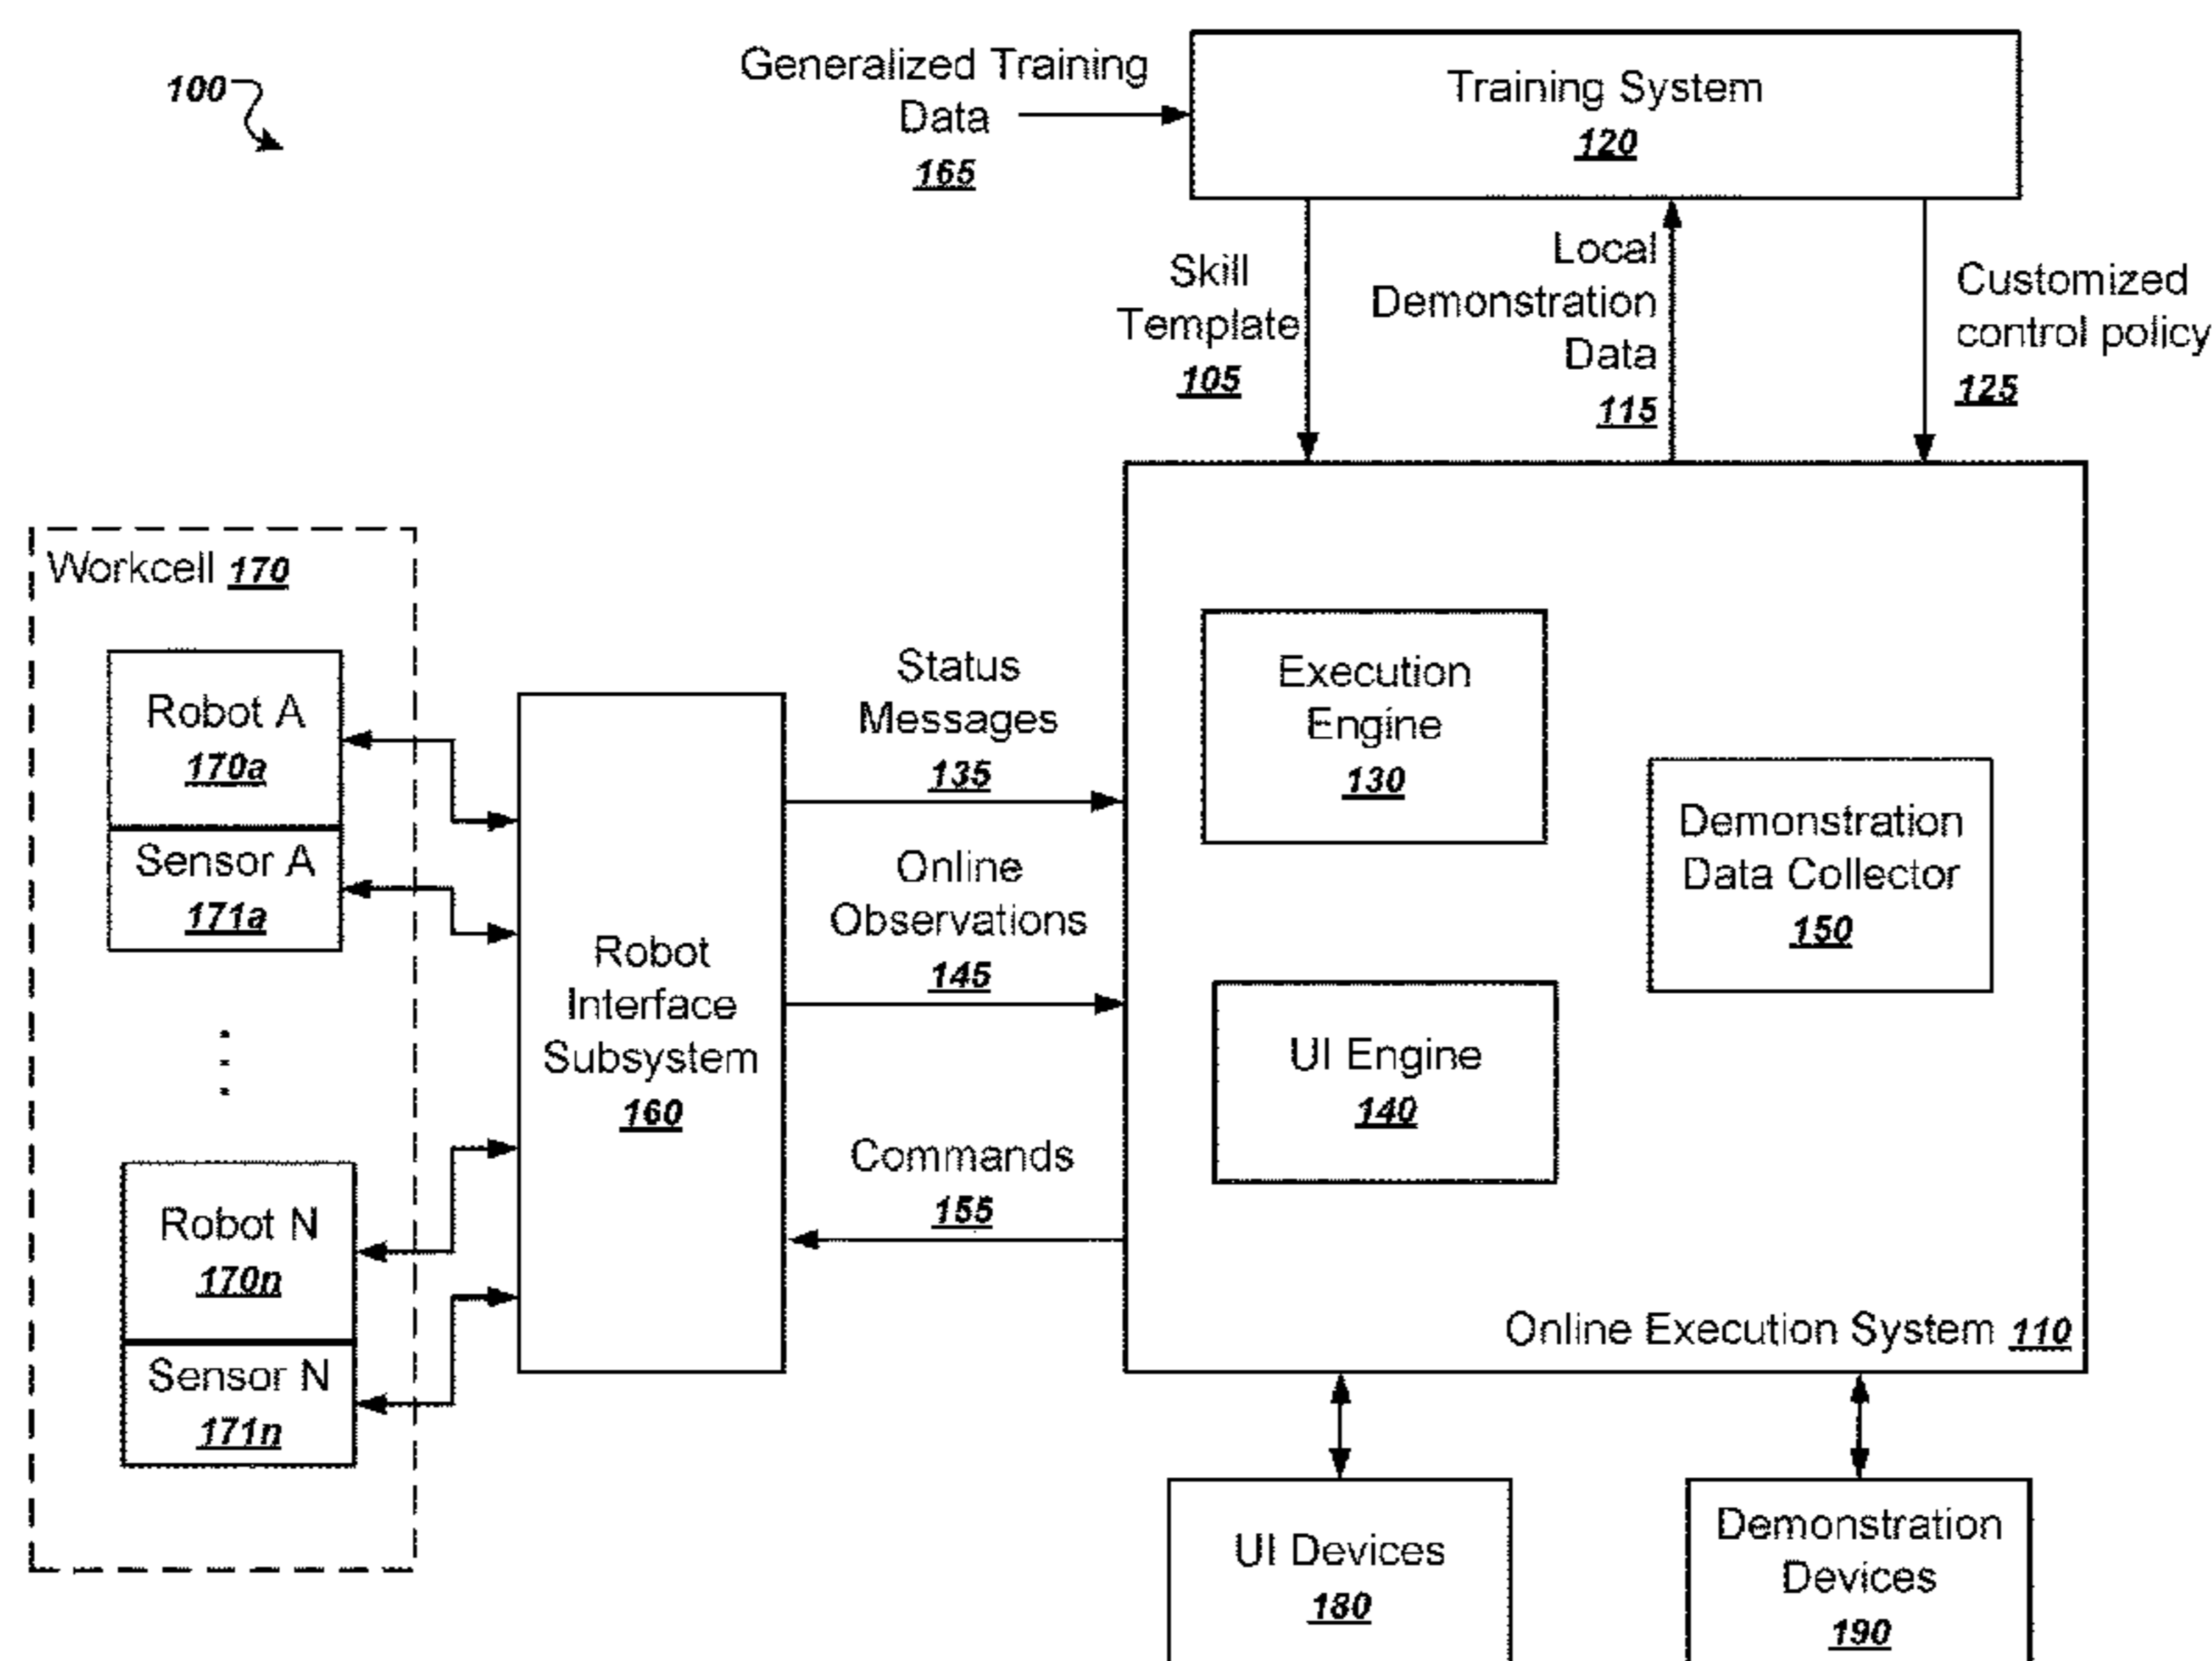 100
Generalized Training
Data
165
Training System
120
Skill
Template
105
Local
Demonstration
Data
115
Customized
control policy
125
Workcell 170
Robot A
170a
Sensor A
171a
Robot N
170n
Sensor N
171n
Robot
Interface
Subsystem
160
Status
Messages
135
Online
Observations
145
Commands
155
Execution
Engine
130
UI Engine
140
Demonstration
Data Collector
150
Online Execution System 110
UI Devices
180
Demonstration
Devices
190